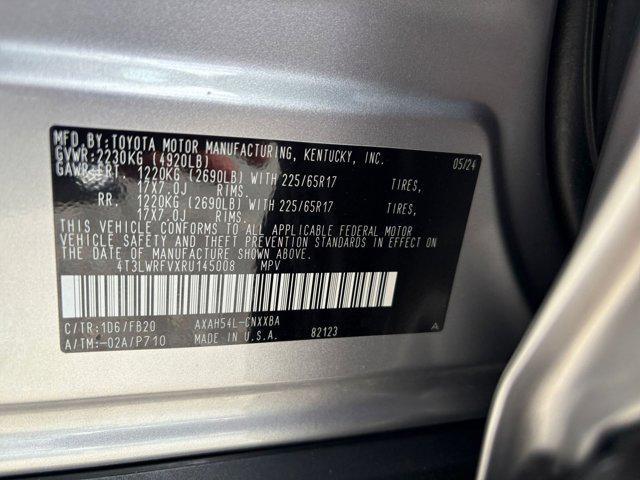 MFD.BY:TOYOTA MOTOR MANUFACTURING, KENTUCKY, INC.
GVWR:2230KG (4920LB) 05/24
GAWR:FRT. 1220KG (2690LB) WITH 225/65R17 TIRES,
17X7.0J RIMS.
RR. 1220KG (2690LB) WITH 225/65R17 TIRES,
17X7.0J RIMS.
THIS VEHICLE CONFORMS TO ALL APPLICABLE FEDERAL MOTOR
VEHICLE SAFETY AND THEFT PREVENTION STANDARDS IN EFFECT ON
THE DATE OF MANUFACTURE SHOWN ABOVE.
4T3LWRFVXRU145008 MPV
C/TR:1D6/FB20 AXAH54L-CNXXBA
A/TM:-02A/P710 MADE IN U.S.A. 82123 A